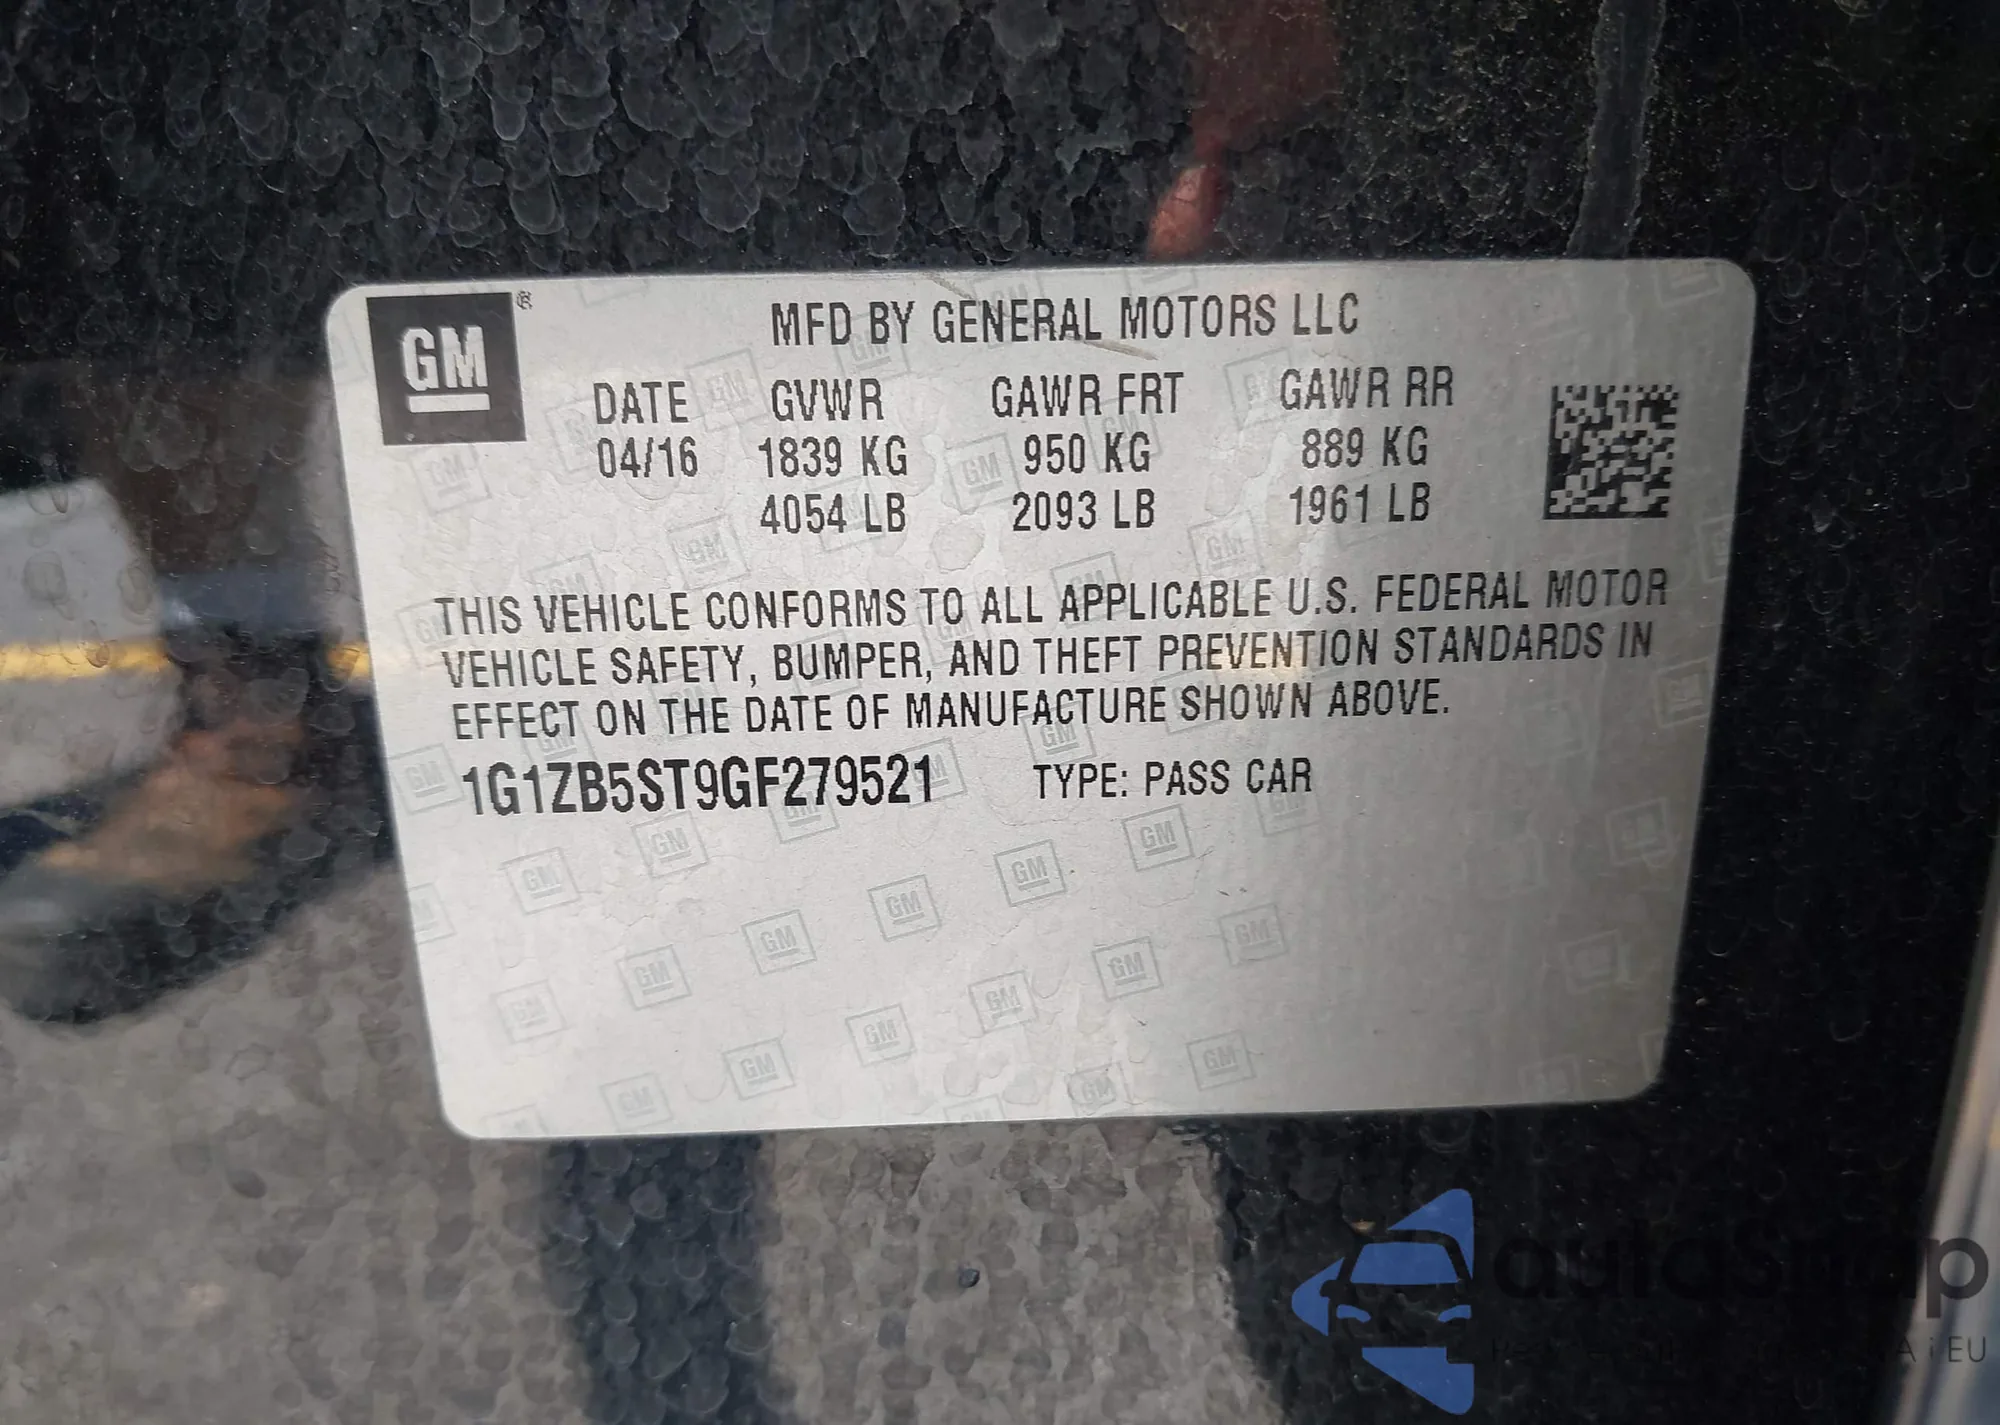 GM®
MFD BY GENERAL MOTORS LLC
DATE GVWR GAWR FRT GAWR RR
04/16 1839 KG 950 KG 889 KG
4054 LB 2093 LB 1961 LB
THIS VEHICLE CONFORMS TO ALL APPLICABLE U.S. FEDERAL MOTOR
VEHICLE SAFETY, BUMPER, AND THEFT PREVENTION STANDARDS IN
EFFECT ON THE DATE OF MANUFACTURE SHOWN ABOVE.
1G1ZB5ST9GF279521 TYPE: PASS CAR
autaSnap
i EU